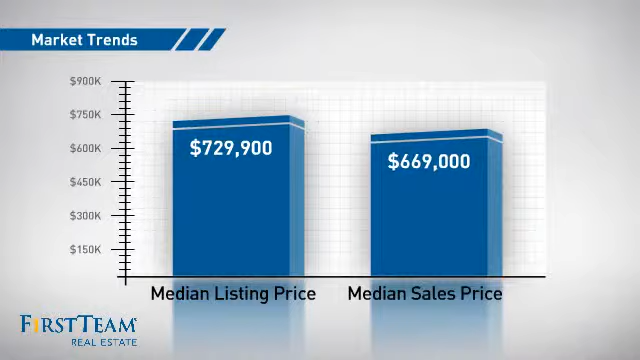 Market Trends
$900K
$750K
$600K
$450K
$300K
$150K
$729,900
$669,000
Median Listing Price
Median Sales Price
FIRSTTEAM®
REAL ESTATE